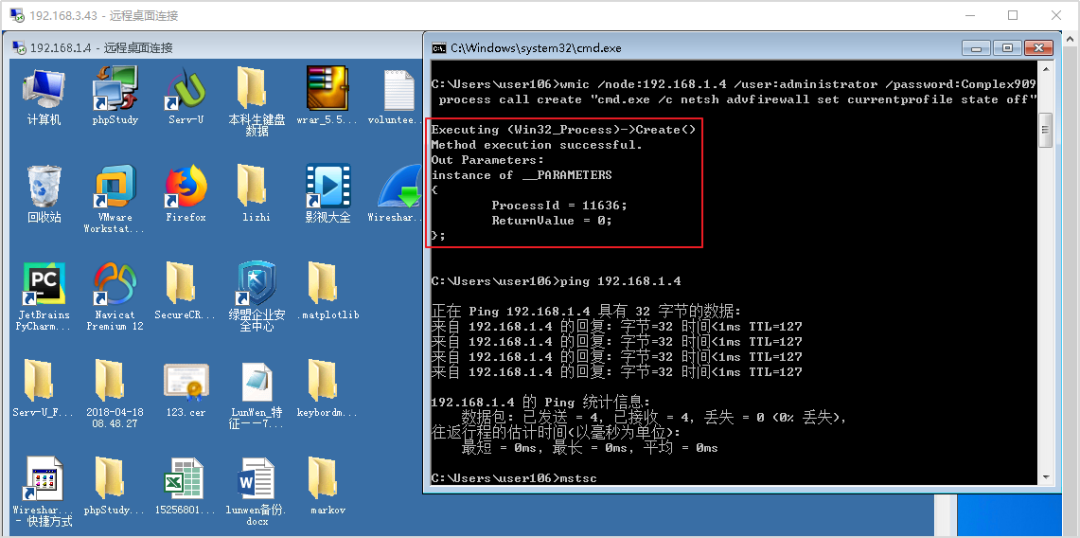 192.168.3.43 - 远程桌面连接
192.168.1.4 - 远程桌面连接
计算机
phpStudy
Serv-U
本科生键盘
数据
wrar_5.5...
voluntee...
回收站
VMware
Workstat...
Firefox
lizhi
影视大全
Wireshar...
JetBrains
PyCharm...
Navicat
Premium 12
SecureCR...
绿盟企业安
全中心
.matplotlib
Serv-U_F...
2018-04-18
08.48.27
123.cer
LunWen_特
征——7...
keybordm...
Wireshar...
- 快捷方式
phpStudy...
15256801...
lunwen备份.
docx
markov
C:\Windows\system32\cmd.exe
C:\Users\user106>wmic /node:192.168.1.4 /user:administrator /password:Complex909
process call create "cmd.exe /c netsh advfirewall set currentprofile state off"
Executing (Win32_Process)->Create()
Method execution successful.
Out Parameters:
instance of __PARAMETERS
{
ProcessId = 11636;
ReturnValue = 0;
};
C:\Users\user106>ping 192.168.1.4
正在 Ping 192.168.1.4 具有 32 字节的数据:
来自 192.168.1.4 的回复: 字节=32 时间<1ms TTL=127
来自 192.168.1.4 的回复: 字节=32 时间<1ms TTL=127
来自 192.168.1.4 的回复: 字节=32 时间<1ms TTL=127
来自 192.168.1.4 的回复: 字节=32 时间<1ms TTL=127
192.168.1.4 的 Ping 统计信息:
数据包: 已发送 = 4, 已接收 = 4, 丢失 = 0 (0% 丢失),
往返行程的估计时间(以毫秒为单位):
最短 = 0ms, 最长 = 0ms, 平均 = 0ms
C:\Users\user106>mstsc